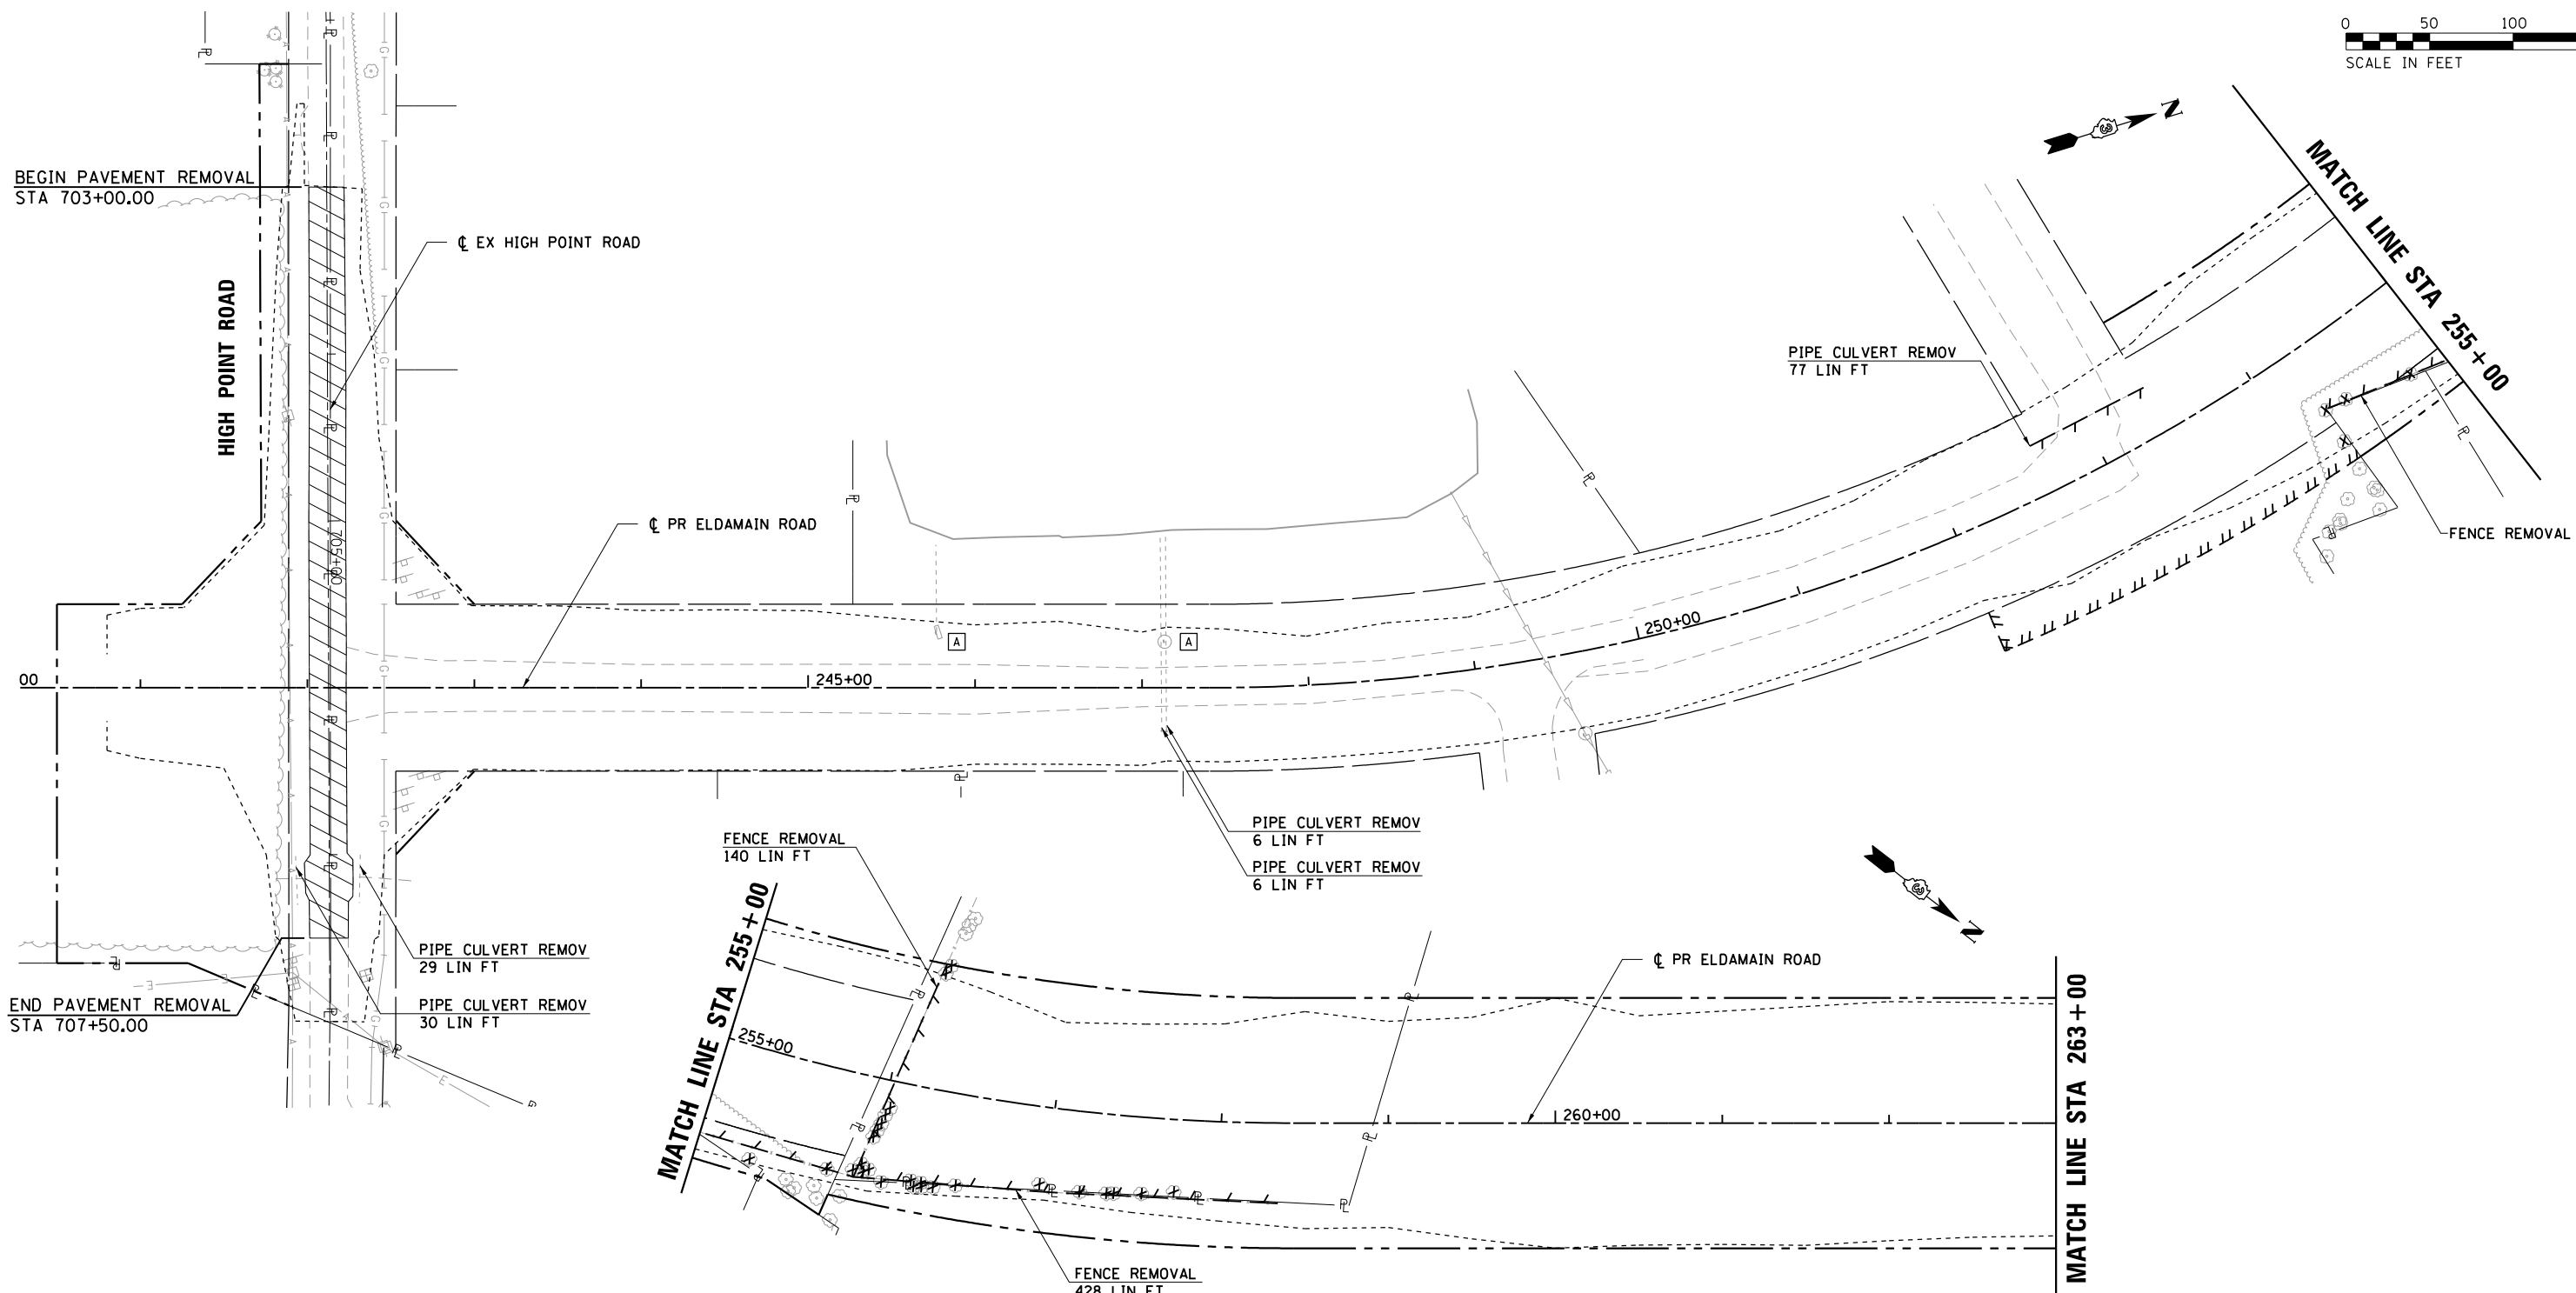 0 50 100
SCALE IN FEET
N
MATCH LINE STA 255+00
BEGIN PAVEMENT REMOVAL
STA 703+00.00
HIGH POINT ROAD
℄ EX HIGH POINT ROAD
705+00
PIPE CULVERT REMOV
77 LIN FT
℄ PR ELDAMAIN ROAD
FENCE REMOVAL
A
A
250+00
00
245+00
PIPE CULVERT REMOV
6 LIN FT
PIPE CULVERT REMOV
6 LIN FT
FENCE REMOVAL
140 LIN FT
PIPE CULVERT REMOV
29 LIN FT
PIPE CULVERT REMOV
30 LIN FT
END PAVEMENT REMOVAL
STA 707+50.00
N
MATCH LINE STA 255+00
255+00
℄ PR ELDAMAIN ROAD
260+00
MATCH LINE STA 263+00
FENCE REMOVAL
428 LIN FT